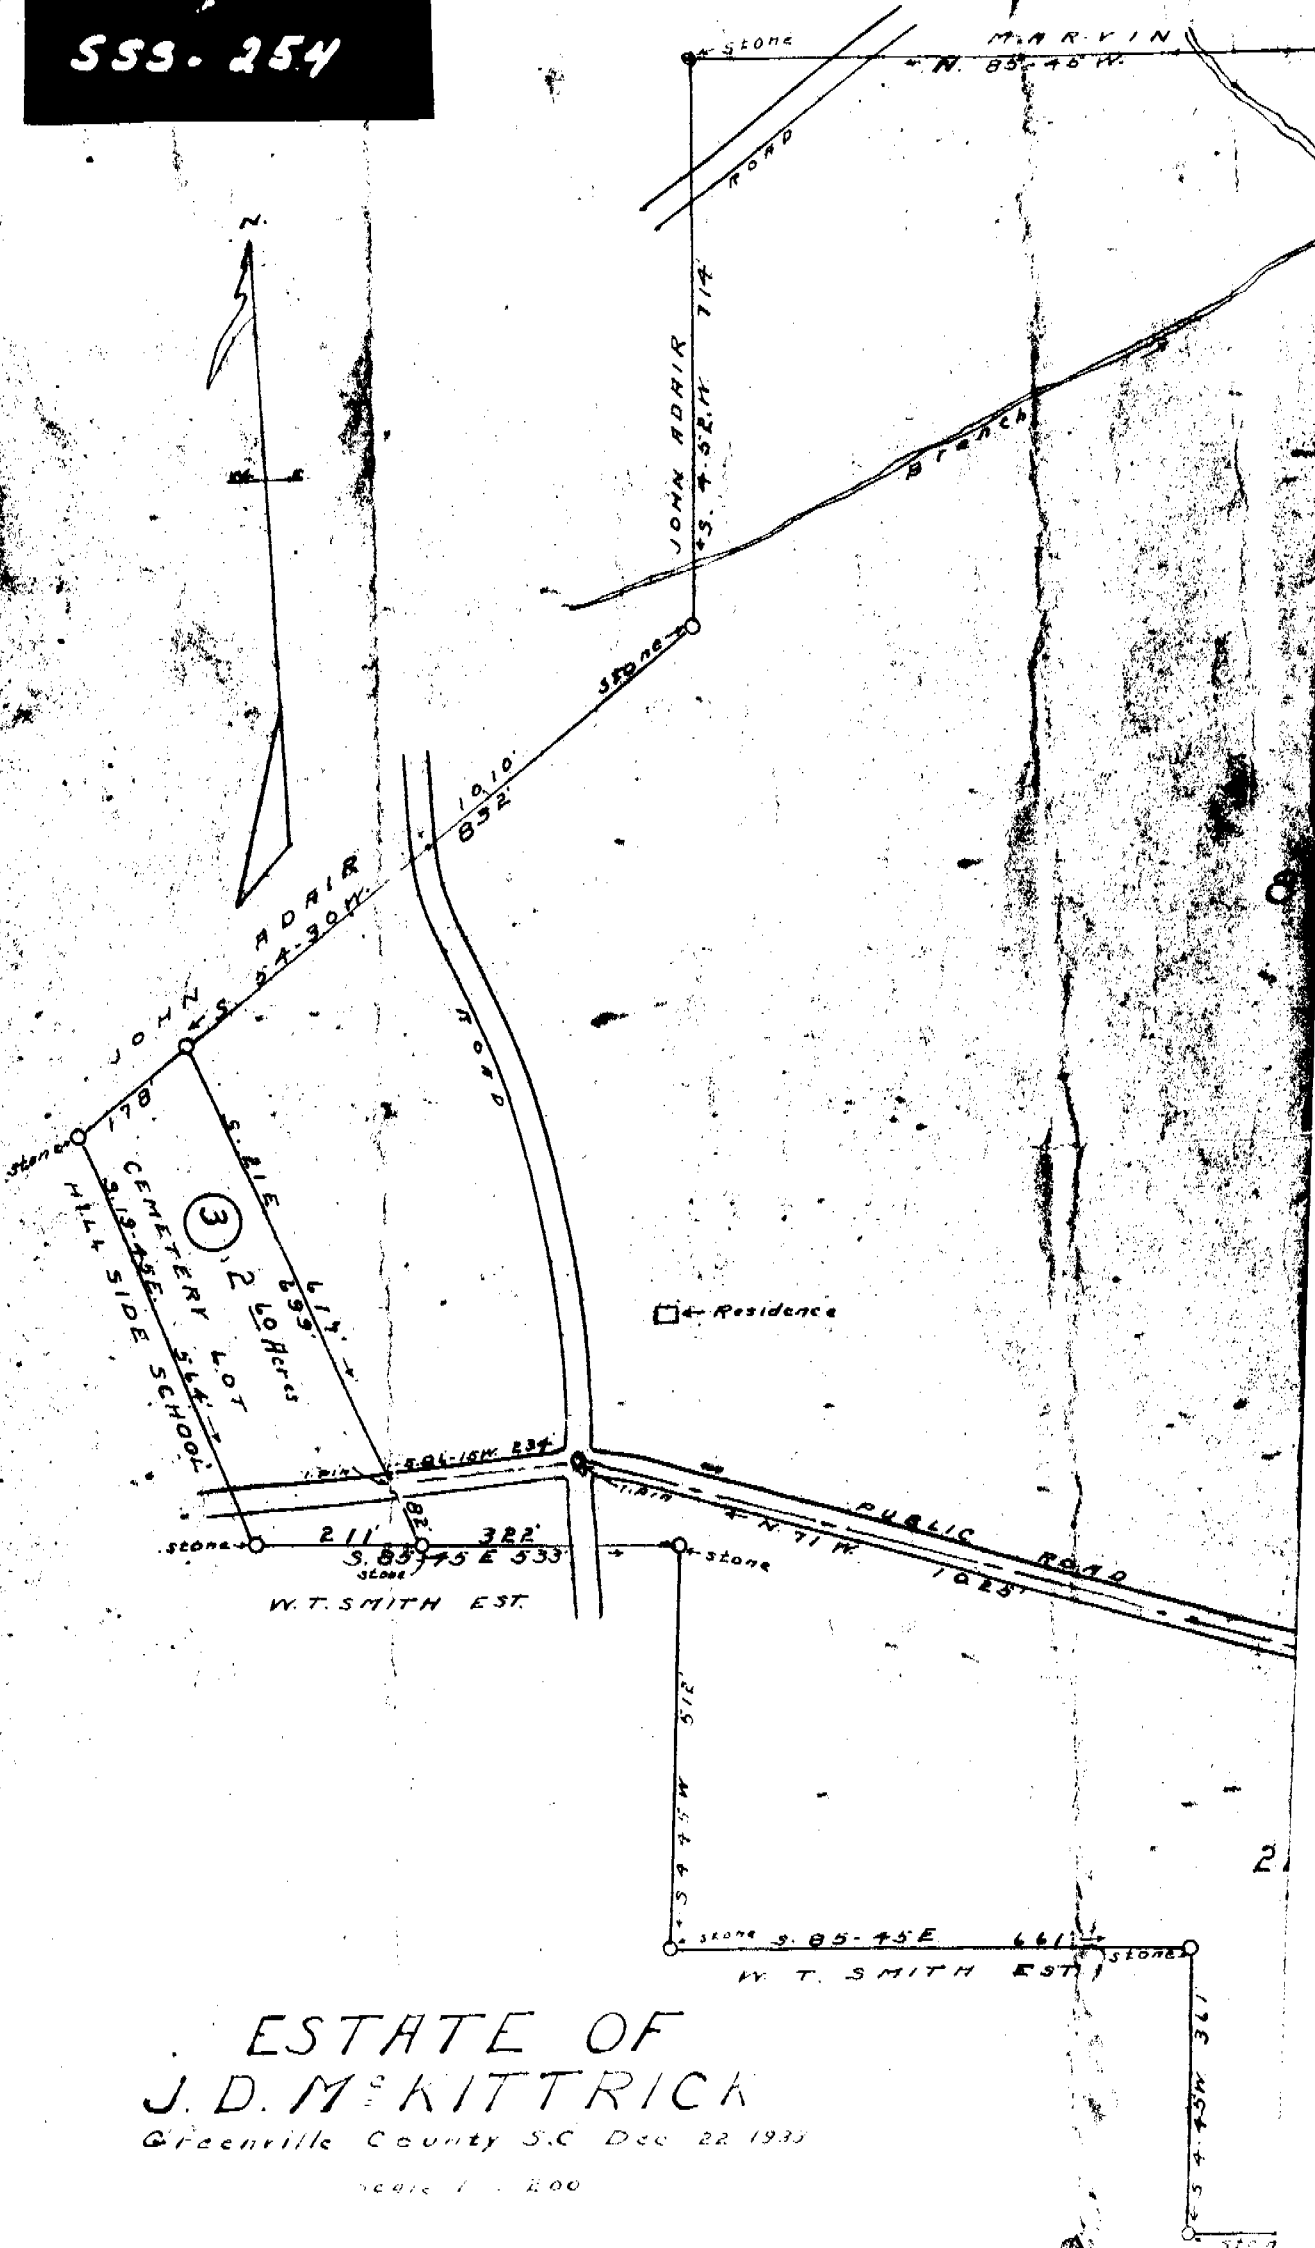 SSS. 254
Stone
MARVIN
N. 85-45 W.
ROAD
N.
JOHN ADAIR
S. 4-52 W 714'
Branch
stone
1010'
832'
JOHN ADAIR
S. 54-30 W.
ROAD
178'
stone
S. 21 E
617'
699'
3
2 60 Acres
CEMETERY LOT
S. 19-45 E. 564'
HILL SIDE SCHOOL
Residence
I. PIN
S. 86-15 W. 234'
I. PIN
82'
PUBLIC ROAD
N 71 W.
1025'
stone
211'
322'
S. 85-45 E 533'
stone
stone
W. T. SMITH EST.
S 4 45 W 512'
2.
stone
S. 85-45 E 661'
stone
W. T. SMITH EST.
S 4-45 W 361
ESTATE OF
J. D. McKITTRICK
Greenville County S.C Dec 22